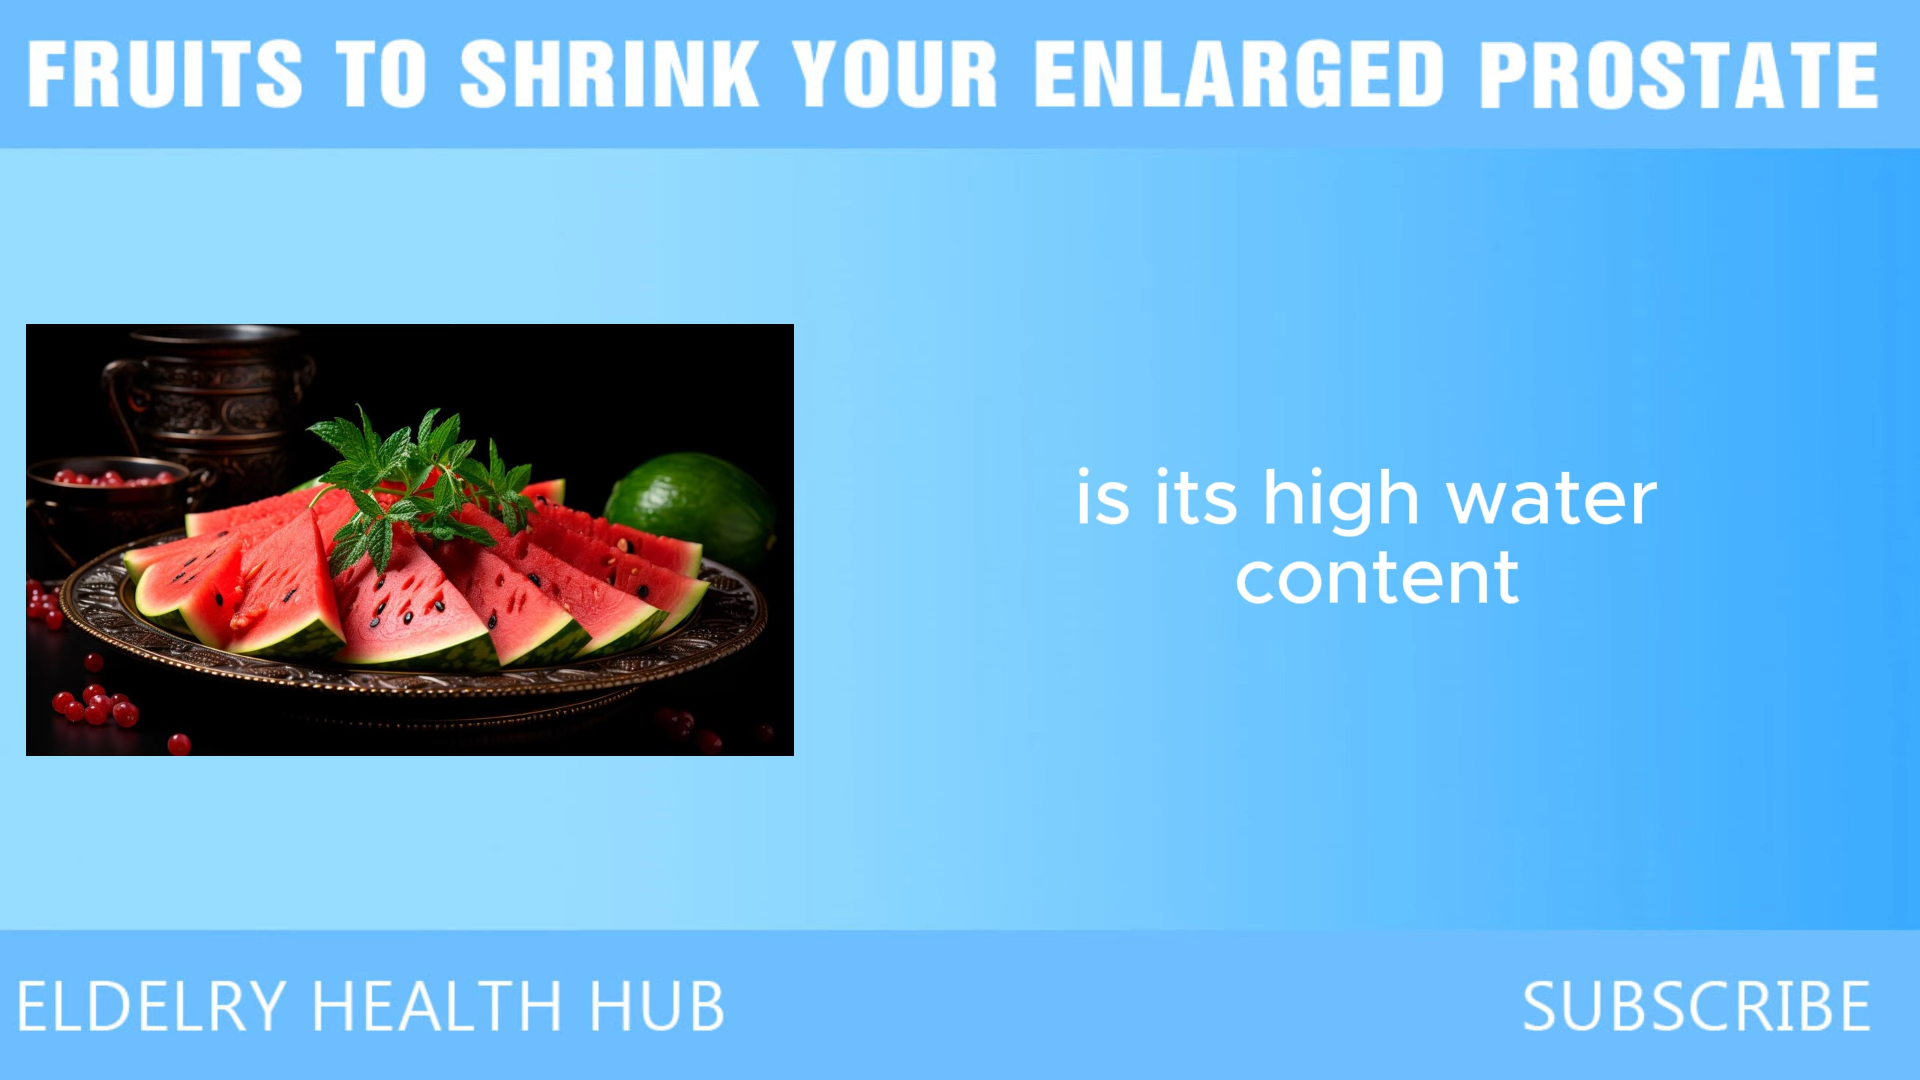 FRUITS TO SHRINK YOUR ENLARGED PROSTATE
is its high water
content
ELDELRY HEALTH HUB
SUBSCRIBE